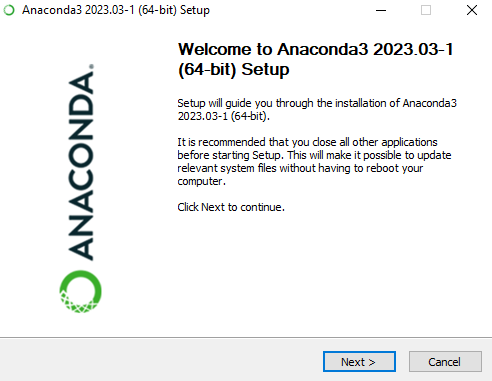 Anaconda3 2023.03-1 (64-bit) Setup
Welcome to Anaconda3 2023.03-1
(64-bit) Setup
Setup will guide you through the installation of Anaconda3
2023.03-1 (64-bit).
It is recommended that you close all other applications
before starting Setup. This will make it possible to update
relevant system files without having to reboot your
computer.
Click Next to continue.
ANACONDA.
Next >
Cancel